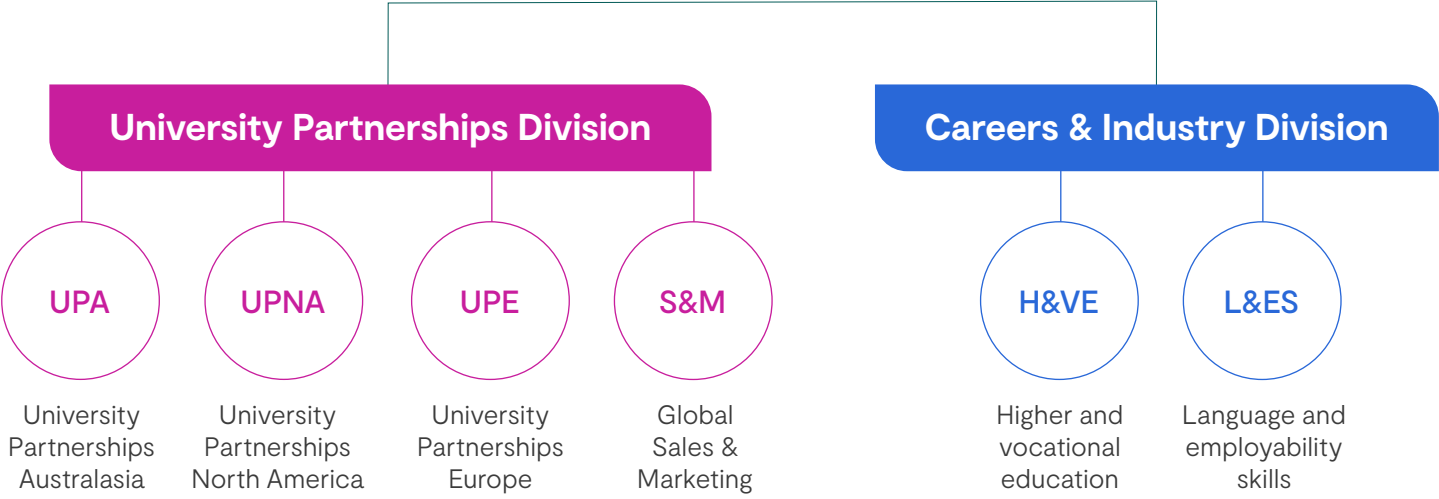 University Partnerships Division
Careers & Industry Division
UPA
UPNA
UPE
S&M
H&VE
L&ES
University
Partnerships
Australasia
University
Partnerships
North America
University
Partnerships
Europe
Global
Sales &
Marketing
Higher and
vocational
education
Language and
employability
skills